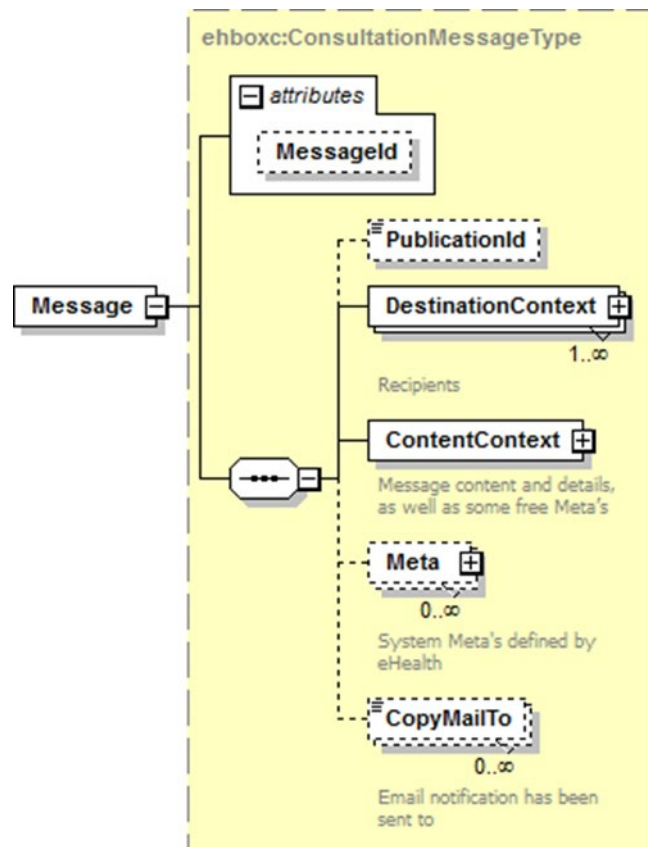 ehboxc:ConsultationMessageType
attributes
MessageId
PublicationId
Message
DestinationContext
1..∞
Recipients
ContentContext
Message content and details,
as well as some free Meta's
Meta
0..∞
System Meta's defined by
eHealth
CopyMailTo
0..∞
Email notification has been
sent to